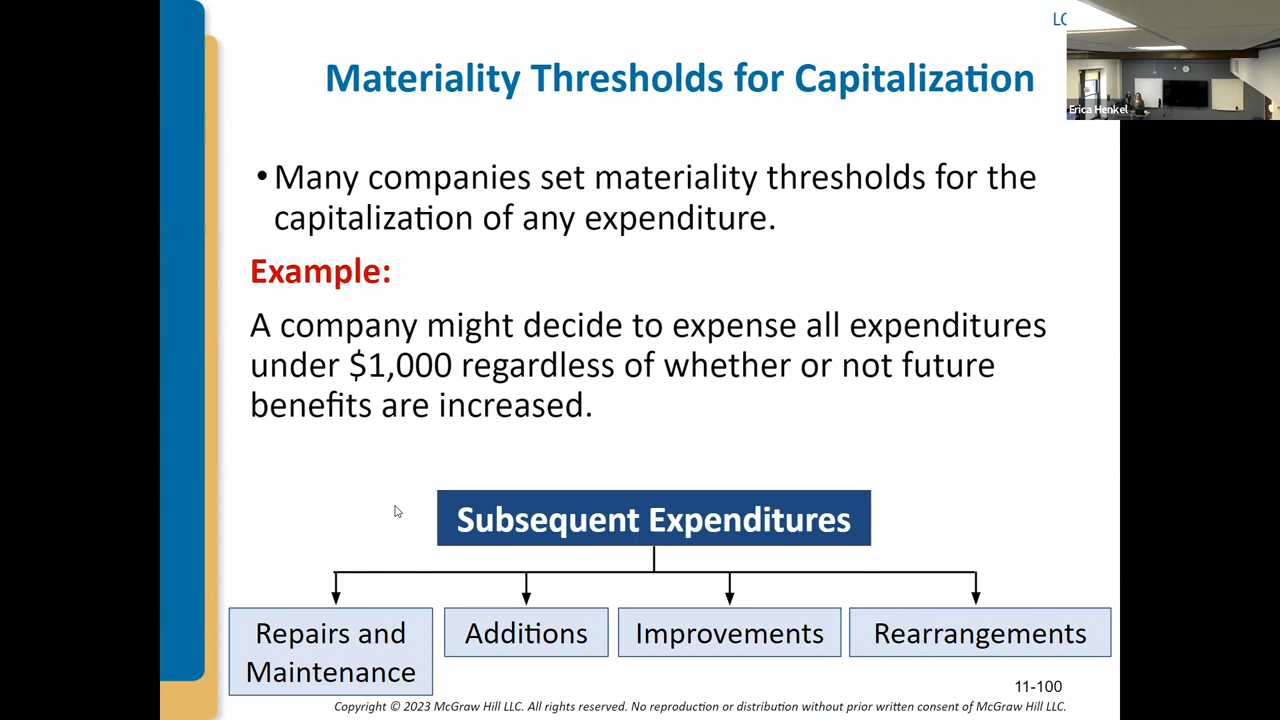 LO
Materiality Thresholds for Capitalization
Erica Henkel
• Many companies set materiality thresholds for the
capitalization of any expenditure.
Example:
A company might decide to expense all expenditures
under $1,000 regardless of whether or not future
benefits are increased.
Subsequent Expenditures
Repairs and
Maintenance
Additions
Improvements
Rearrangements
11-100
Copyright © 2023 McGraw Hill LLC. All rights reserved. No reproduction or distribution without prior written consent of McGraw Hill LLC.